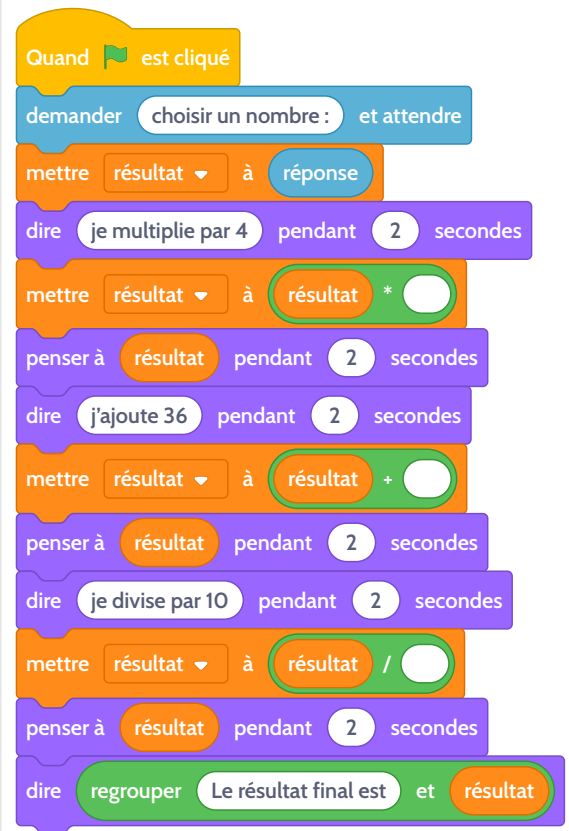 Quand est cliqué
demander choisir un nombre : et attendre
mettre résultat à réponse
dire je multiplie par 4 pendant 2 secondes
mettre résultat à résultat *
penser à résultat pendant 2 secondes
dire j'ajoute 36 pendant 2 secondes
mettre résultat à résultat +
penser à résultat pendant 2 secondes
dire je divise par 10 pendant 2 secondes
mettre résultat à résultat /
penser à résultat pendant 2 secondes
dire regrouper Le résultat final est et résultat